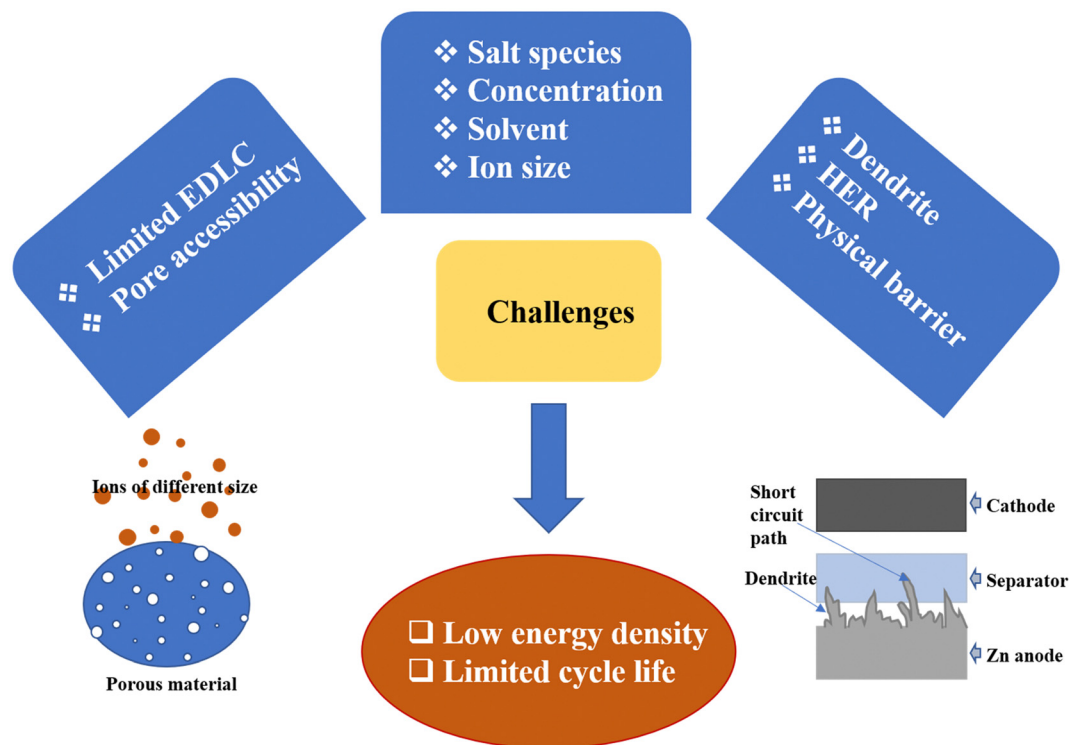 Salt species
Concentration
Solvent
Ion size
Limited EDLC
Pore accessibility
Dendrite
HER
Physical barrier
Challenges
Ions of different size
Porous material
Low energy density
Limited cycle life
Short
circuit
path
Dendrite
Cathode
Separator
Zn anode